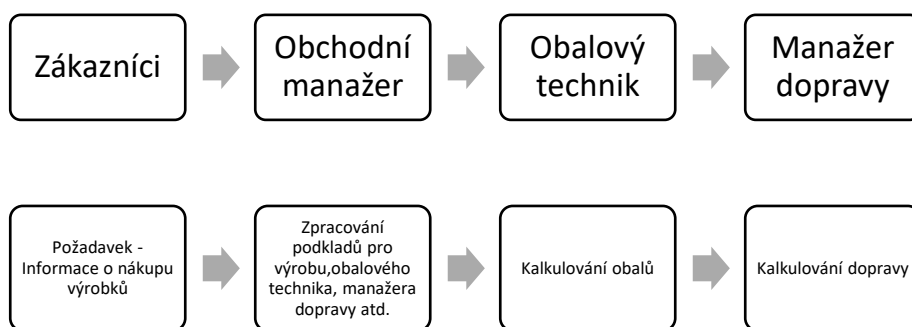 Zákazníci
Obchodní
manažer
Obalový
technik
Manažer
dopravy
Požadavek -
Informace o nákupu
výrobků
Zpracování
podkladů pro
výrobu,obalového
technika, manažera
dopravy atd.
Kalkulování obalů
Kalkulování dopravy